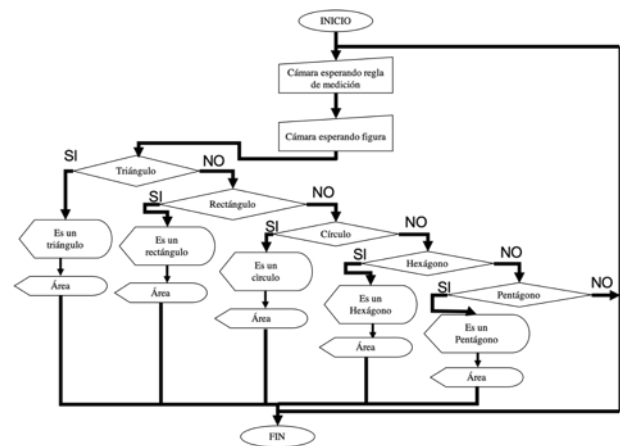 INICIO
Cámara esperando regla
de medición
Cámara esperando figura
SI
Triángulo
NO
SI
Rectángulo
NO
SI
Círculo
NO
SI
Hexágono
NO
SI
Pentágono
NO
Es un
triángulo
Es un
rectángulo
Es un
círculo
Es un
Hexágono
Es un
Pentágono
Área
Área
Área
Área
Área
FIN